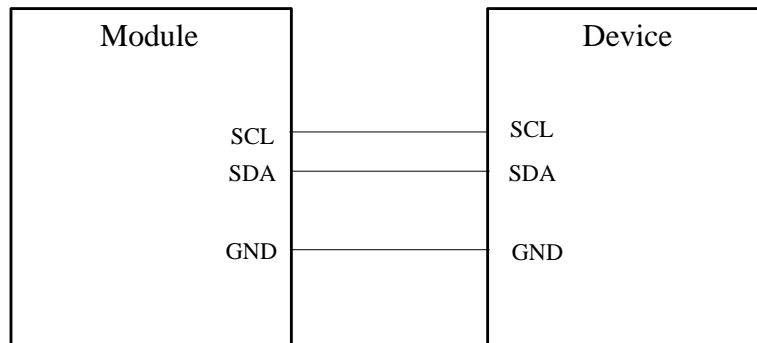 Module
Device
SCL
SCL
SDA
SDA
GND
GND